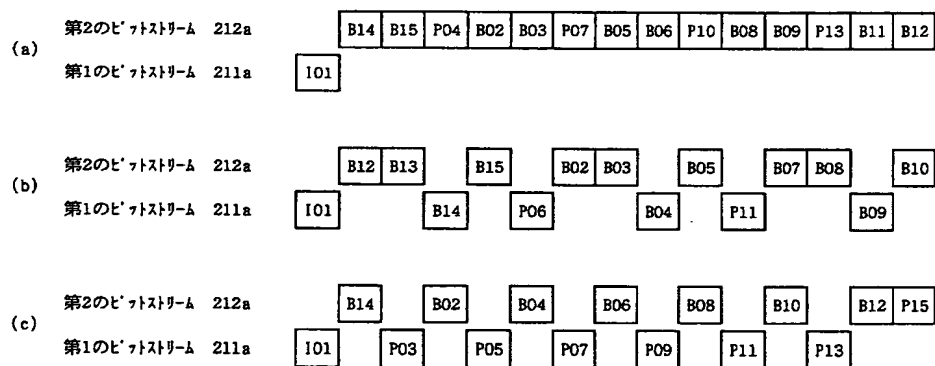 (a)
第2のビットストリーム 212a B14 B15 P04 B02 B03 P07 B05 B06 P10 B08 B09 P13 B11 B12
第1のビットストリーム 211a I01
(b)
第2のビットストリーム 212a B12 B13 B15 B02 B03 B05 B07 B08 B10
第1のビットストリーム 211a I01 B14 P06 B04 P11 B09
(c)
第2のビットストリーム 212a B14 B02 B04 B06 B08 B10 B12 P15
第1のビットストリーム 211a I01 P03 P05 P07 P09 P11 P13